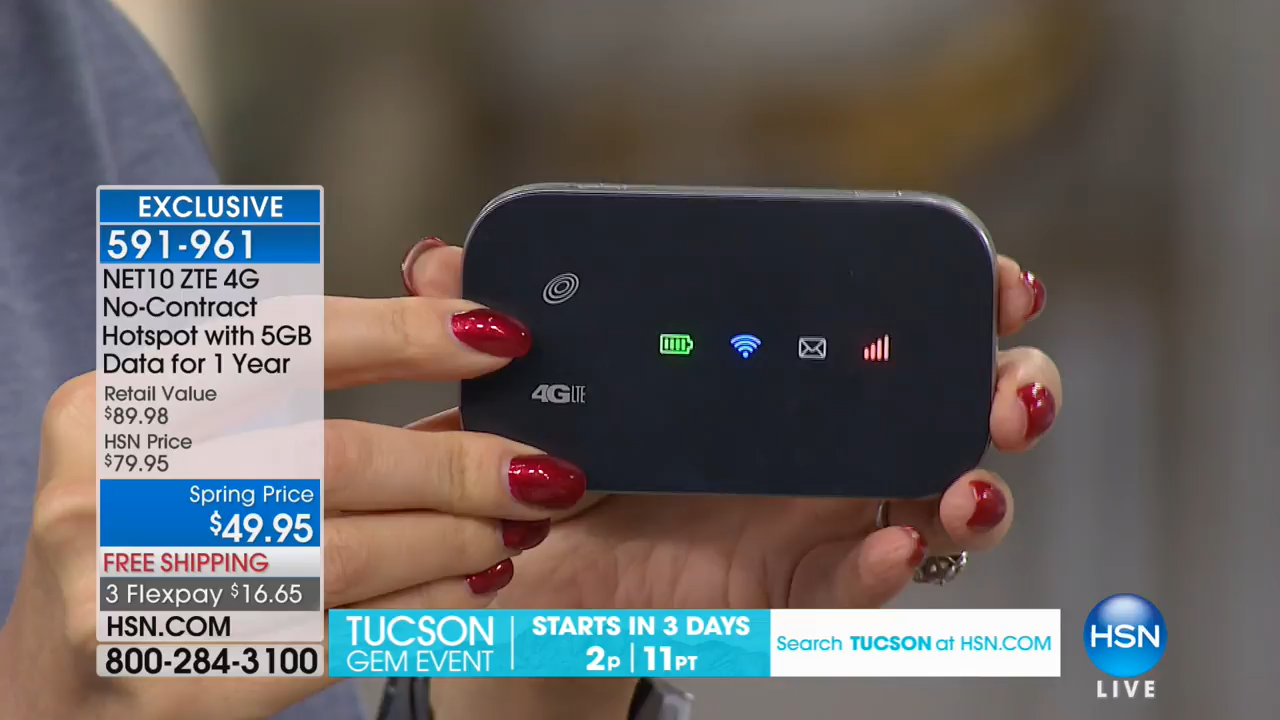 EXCLUSIVE
591-961
NET10 ZTE 4G
No-Contract
Hotspot with 5GB
Data for 1 Year
Retail Value
$89.98
HSN Price
$79.95
Spring Price
$49.95
FREE SHIPPING
3 Flexpay $16.65
HSN.COM
800-284-3100
4G LTE
TUCSON
GEM EVENT
STARTS IN 3 DAYS
2P | 11PT
Search TUCSON at HSN.COM
HSN
LIVE